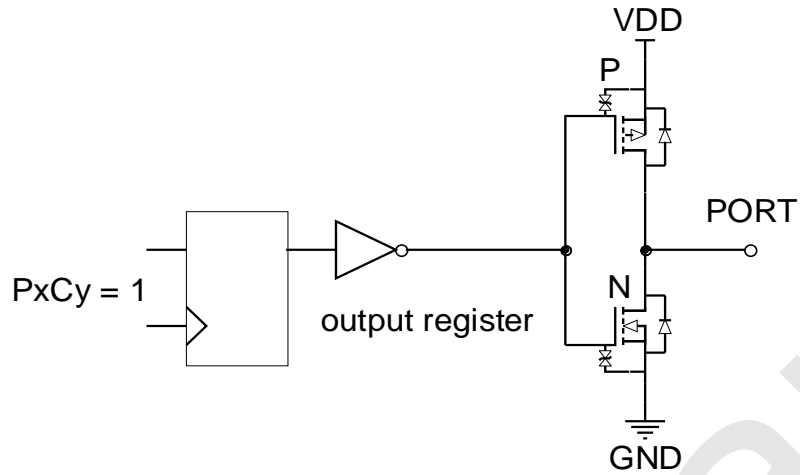 VDD
P
PORT
PxCy = 1
N
output register
GND